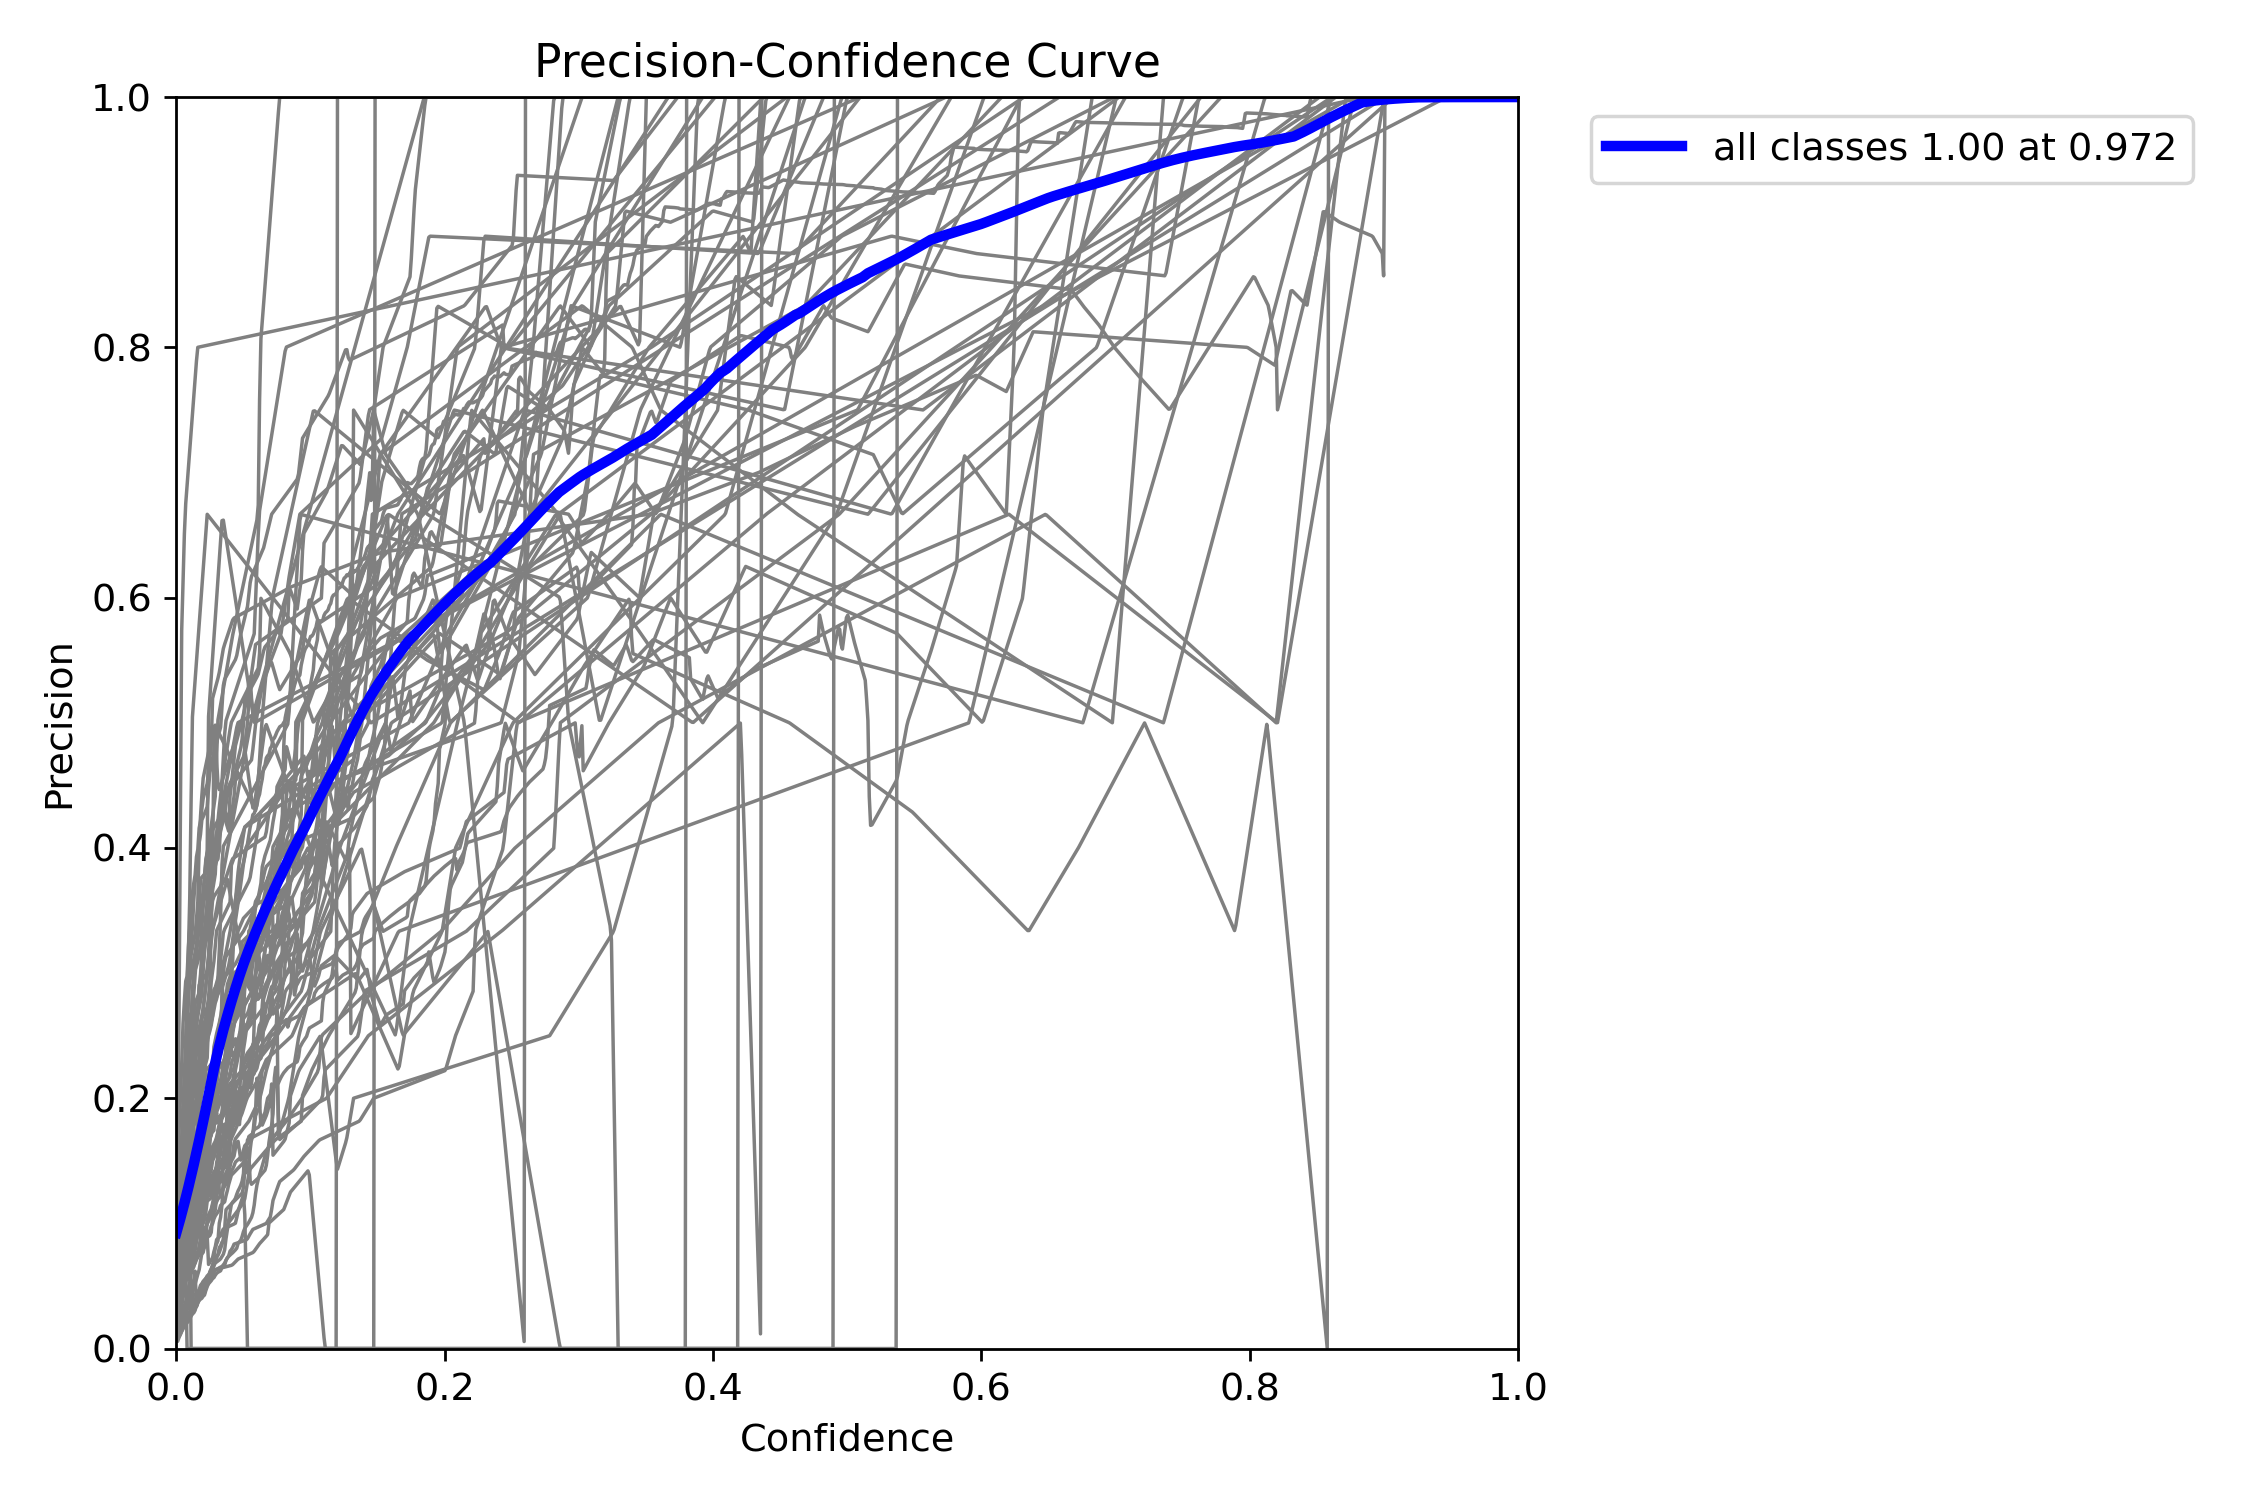 Precision-Confidence Curve
1.0
0.8
0.6
0.4
0.2
0.0
Precision
0.0 0.2 0.4 0.6 0.8 1.0
Confidence
all classes 1.00 at 0.972